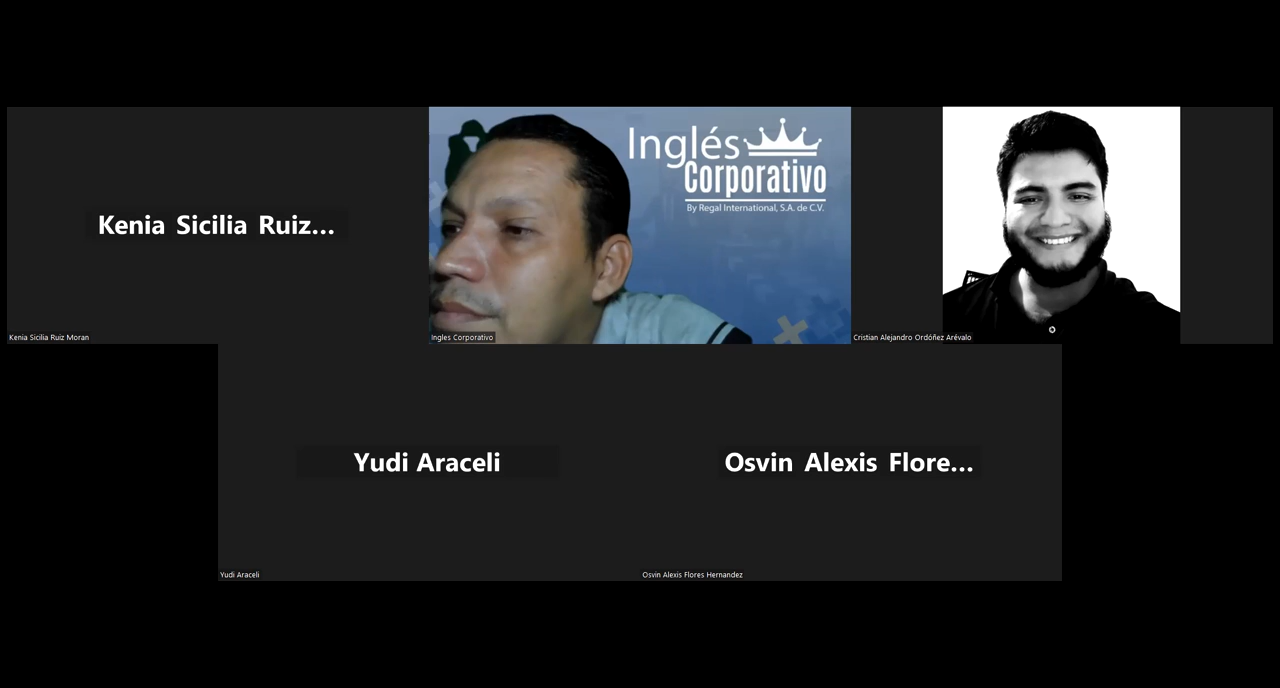 Kenia Sicilia Ruiz...
Kenia Sicilia Ruiz Moran
Inglés
Corporativo
By Regal International, S.A. de C.V.
Ingles Corporativo
Cristian Alejandro Ordóñez Arévalo
Yudi Araceli
Yudi Araceli
Osvin Alexis Flore...
Osvin Alexis Flores Hernandez